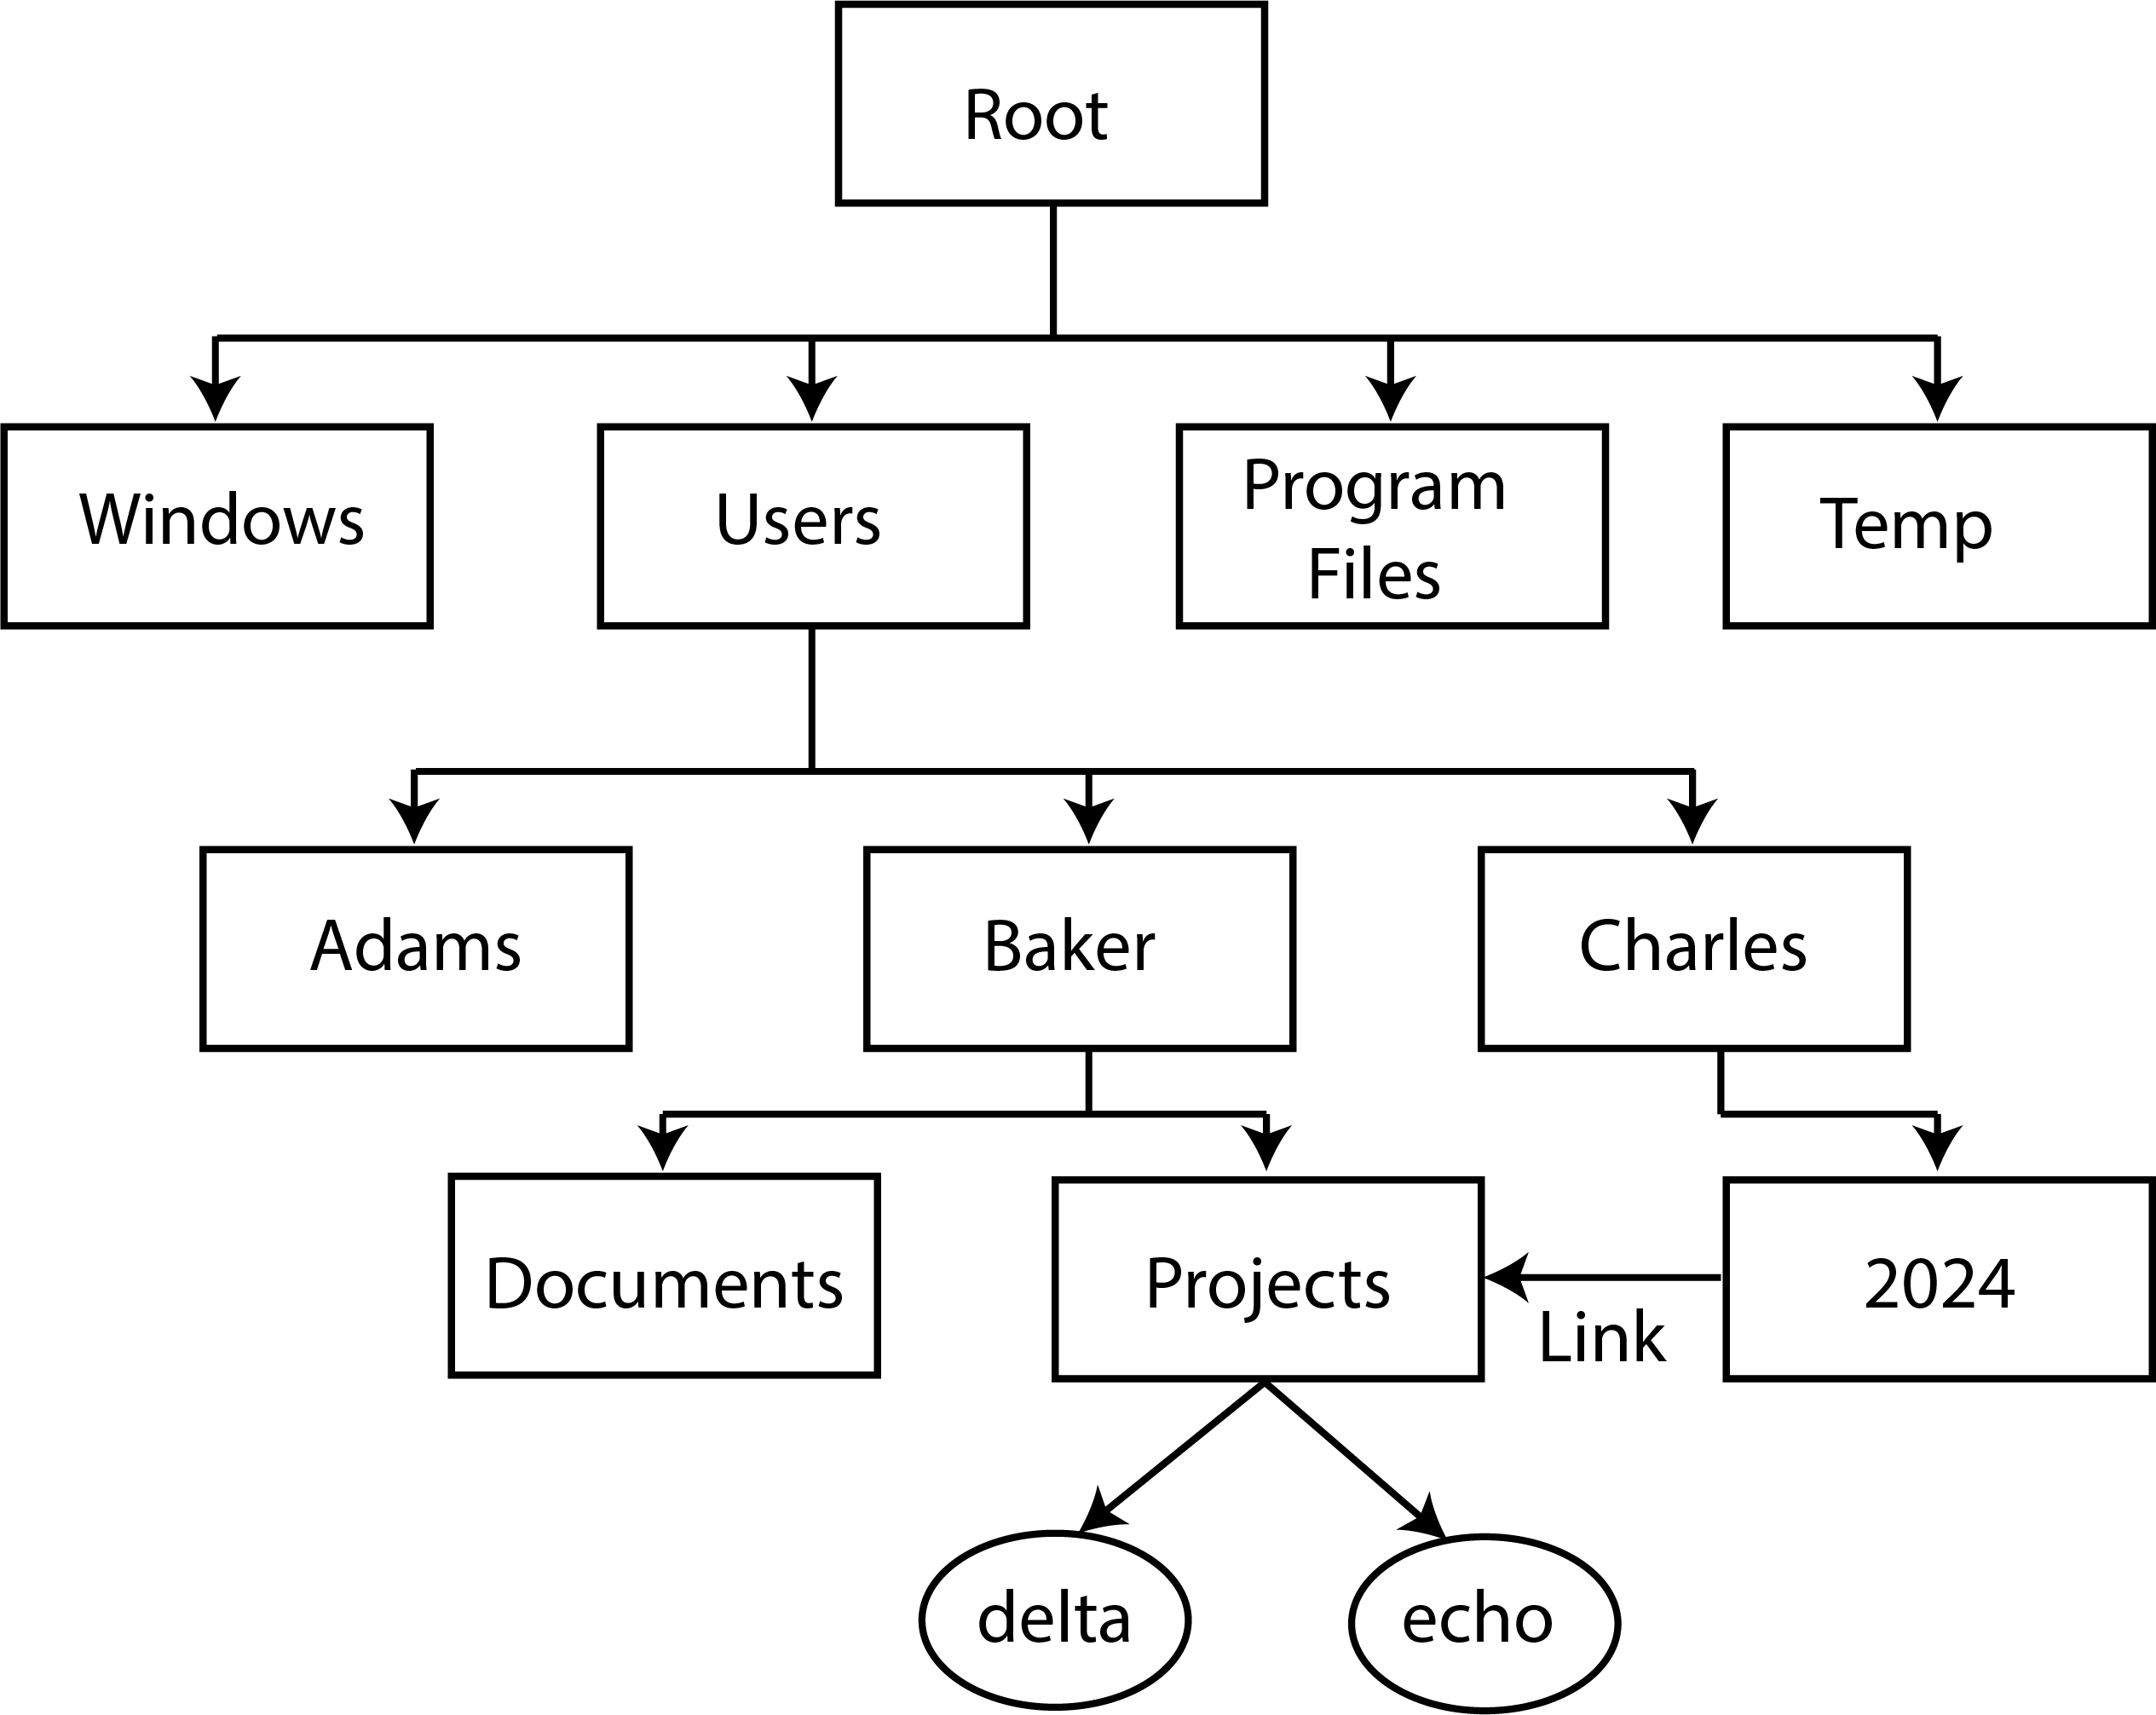 Root
Windows
Users
Program
Files
Temp
Adams
Baker
Charles
Documents
Projects
Link
2024
delta
echo